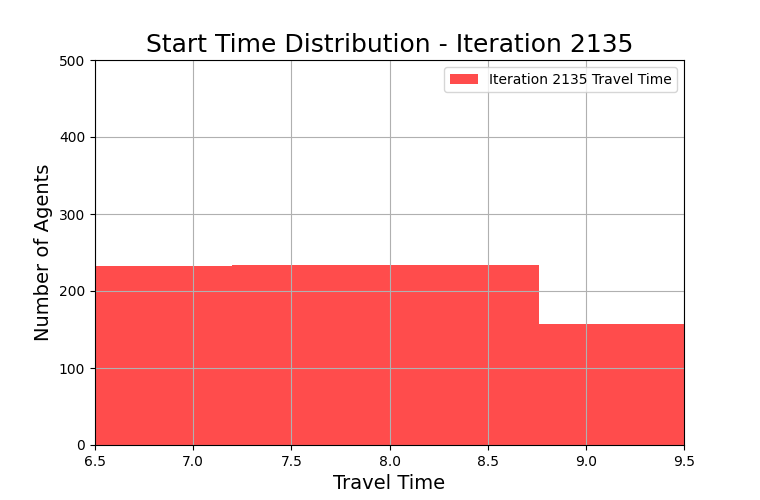 Start Time Distribution - Iteration 2135
Iteration 2135 Travel Time
Number of Agents
500
400
300
200
100
0
6.5 7.0 7.5 8.0 8.5 9.0 9.5
Travel Time